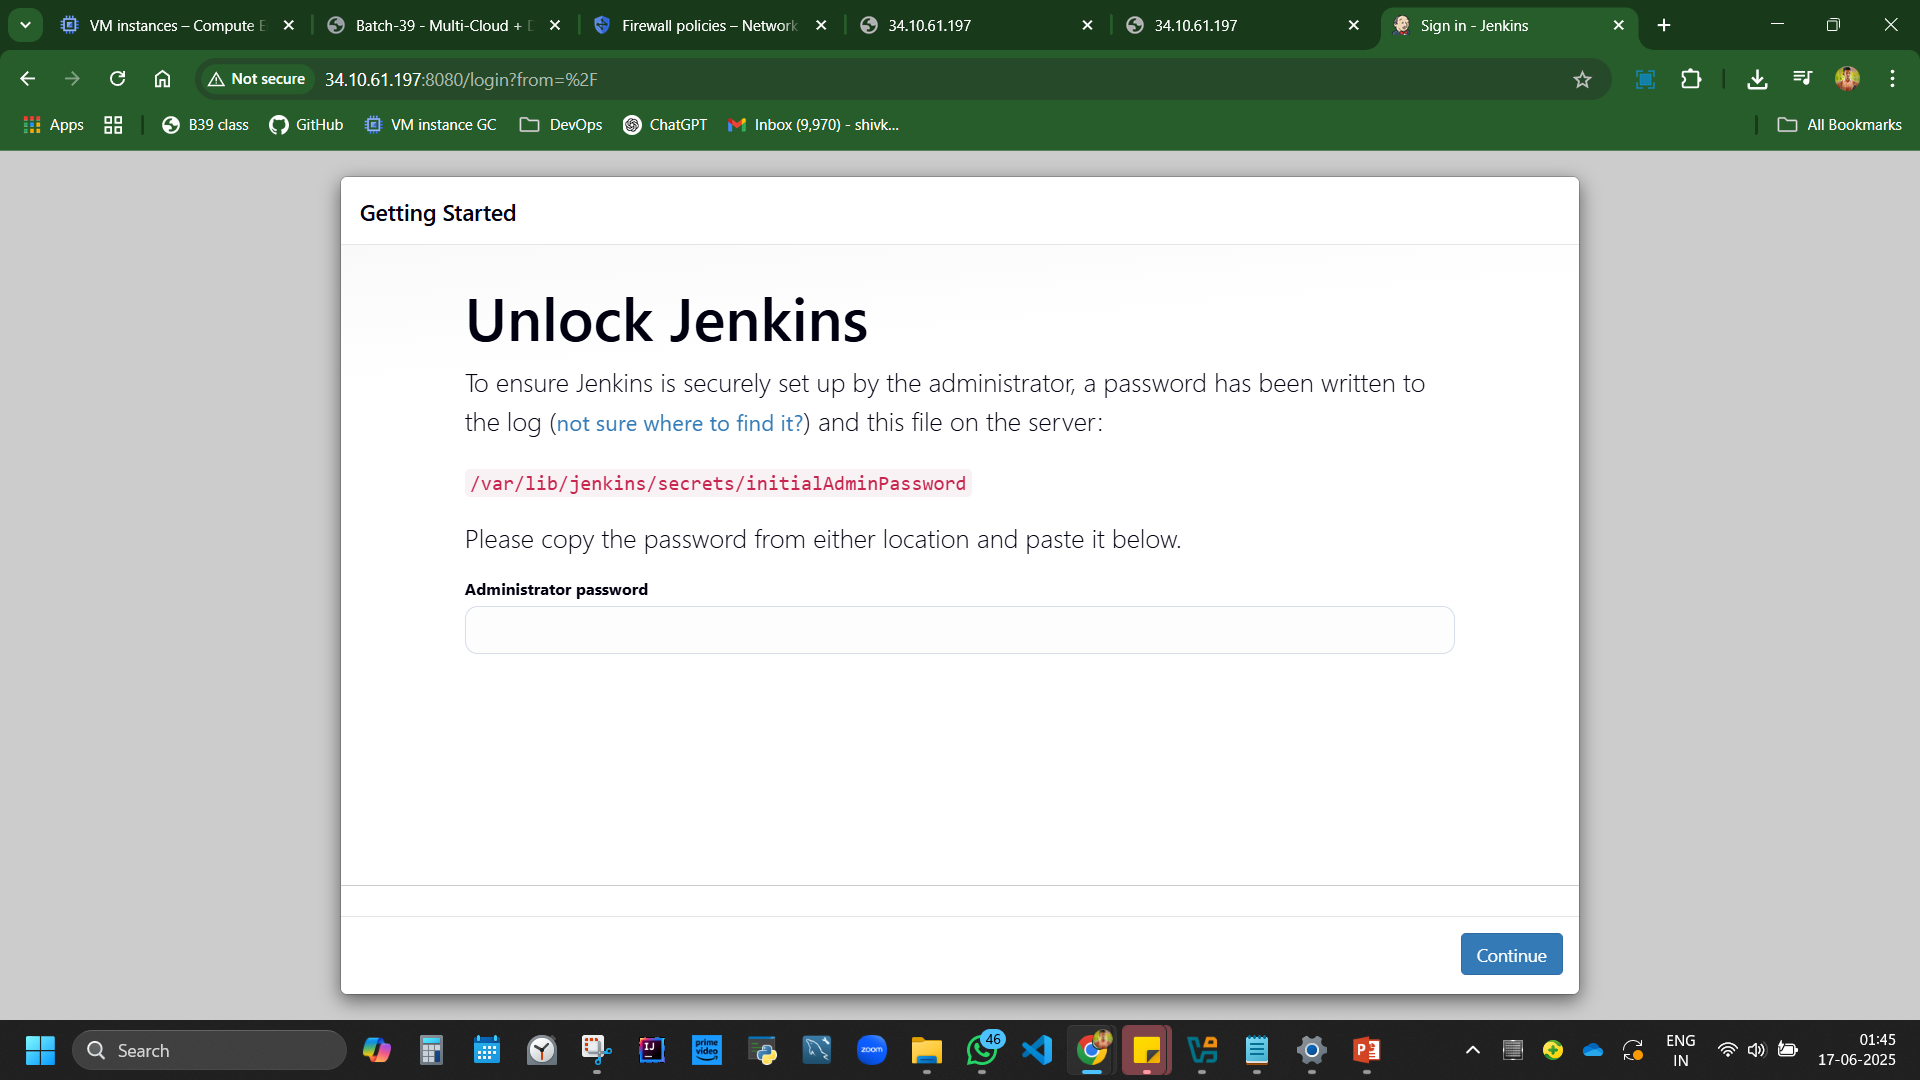 VM instances – Compute E
Batch-39 - Multi-Cloud + D
Firewall policies – Network
34.10.61.197
34.10.61.197
Sign in - Jenkins
Not secure
34.10.61.197:8080/login?from=%2F
Apps
B39 class
GitHub
VM instance GC
DevOps
ChatGPT
Inbox (9,970) - shivk...
All Bookmarks
Getting Started
Unlock Jenkins
To ensure Jenkins is securely set up by the administrator, a password has been written to
the log (not sure where to find it?) and this file on the server:
/var/lib/jenkins/secrets/initialAdminPassword
Please copy the password from either location and paste it below.
Administrator password
Continue
Search
IJ
prime
video
zoom
46
P
ENG
IN
01:45
17-06-2025